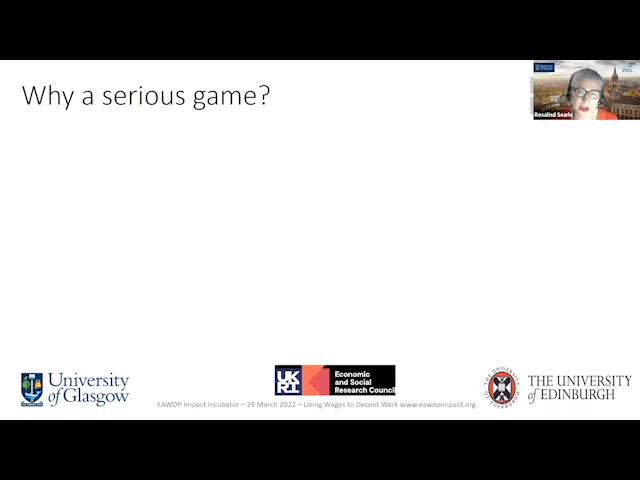 Why a serious game?
Rosalind Searle
University
of Glasgow
UK
RI
Economic
and Social
Research Council
THE UNIVERSITY
of EDINBURGH
EAWOP Impact Incubator – 29 March 2022 – Living Wages to Decent Work www.eawopimpact.org